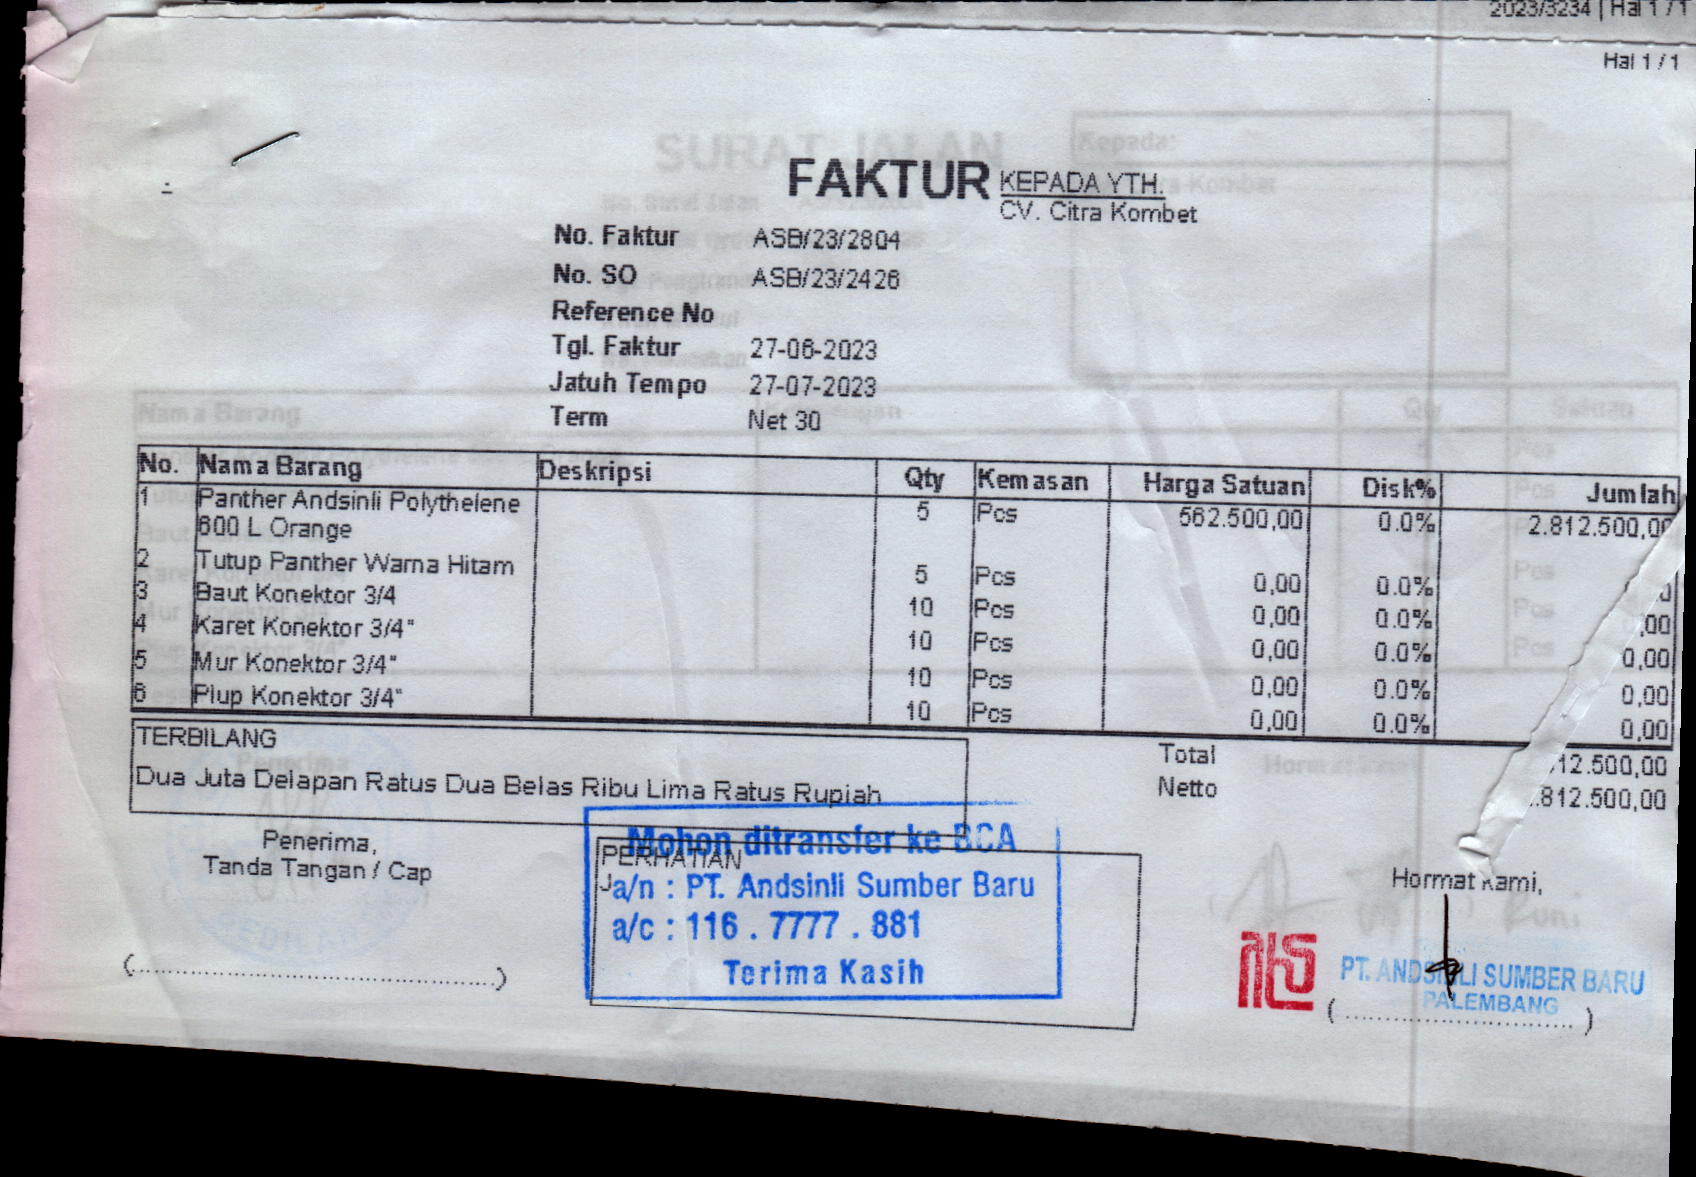 2023/3234 | Hal 1 / 1
Hal 1 / 1
SURAT JALAN
Kepada:
FAKTUR
KEPADA YTH.
CV. Citra Kombet
No. Faktur ASB/23/2804
No. SO ASB/23/2426
Reference No
Tgl. Faktur 27-06-2023
Jatuh Tempo 27-07-2023
Term Net 30
No. Nama Barang Deskripsi Qty Kemasan Harga Satuan Disk% Jumlah
1 Panther Andsinli Polythelene 5 Pcs 562.500,00 0.0% 2.812.500,00
600 L Orange
2 Tutup Panther Warna Hitam 5 Pcs 0,00 0.0%
3 Baut Konektor 3/4 10 Pcs 0,00 0.0% ,00
4 Karet Konektor 3/4" 10 Pcs 0,00 0.0% 0,00
5 Mur Konektor 3/4" 10 Pcs 0,00 0.0% 0,00
6 Plup Konektor 3/4" 10 Pcs 0,00 0.0% 0,00
TERBILANG
Dua Juta Delapan Ratus Dua Belas Ribu Lima Ratus Rupiah
Total 12.500,00
Netto .812.500,00
Penerima,
Tanda Tangan / Cap
PERHATIAN
Mohon ditransfer ke BCA
a/n : PT. Andsinli Sumber Baru
a/c : 116 . 7777 . 881
Terima Kasih
Hormat Kami,
PT. ANDSINLI SUMBER BARU
PALEMBANG